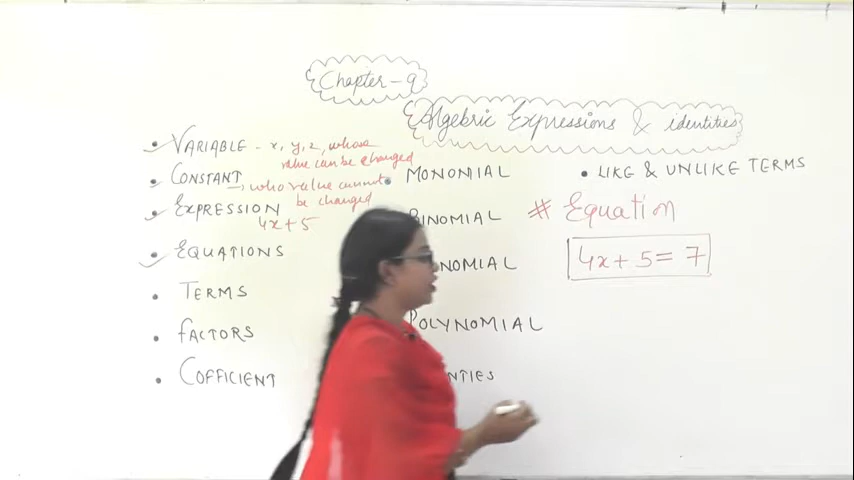 Chapter - 9
Algebric Expressions & identities
• VARIABLE - x, y, z, whose
value can be changed
• CONSTANT → who value cannot
be changed
• EXPRESSION
4x + 5
• EQUATIONS
• TERMS
• FACTORS
• COFFICIENT
• MONOMIAL
BINOMIAL
NOMIAL
POLYNOMIAL
NTIES
• LIKE & UNLIKE TERMS
# Equation
4x + 5 = 7